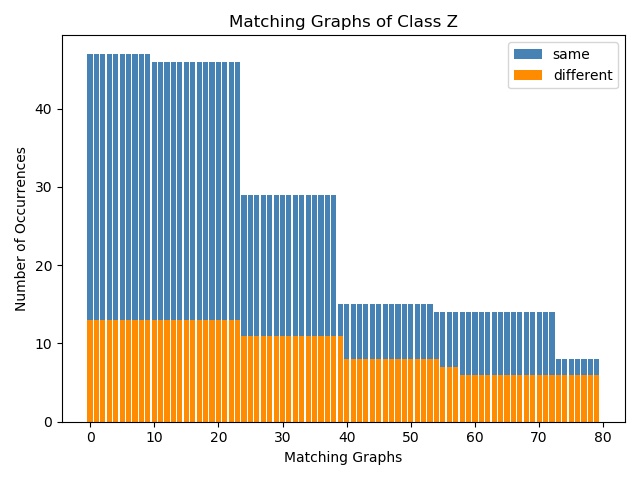 Matching Graphs of Class Z
same
different
Number of Occurrences
40
30
20
10
0
0 10 20 30 40 50 60 70 80
Matching Graphs